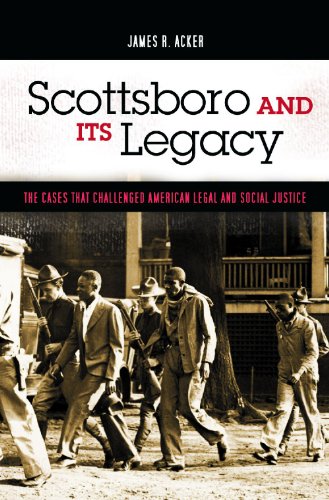 JAMES R. ACKER
Scottsboro AND
ITS Legacy
THE CASES THAT CHALLENGED AMERICAN LEGAL AND SOCIAL JUSTICE